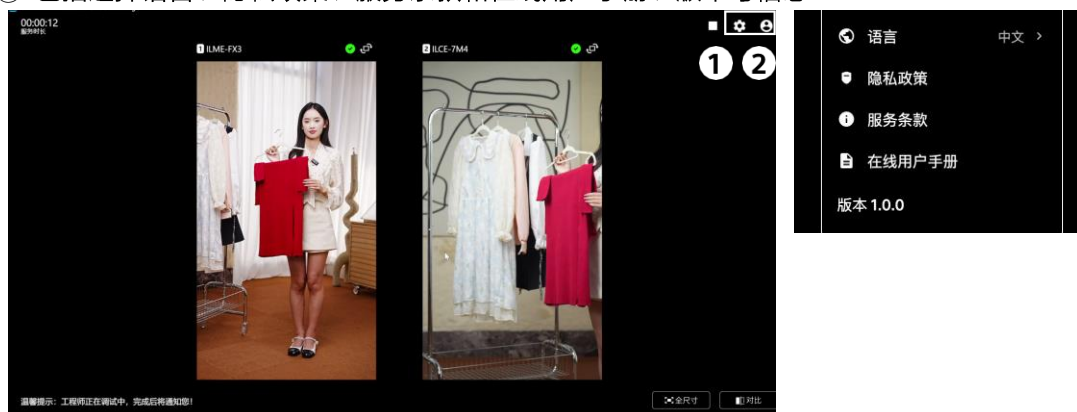 00:00:12
服务时长
1 ILME-FX3
2 ILCE-7M4
1 2
全尺寸
对比
温馨提示：工程师正在调试中，完成后将通知您！
语言 中文 >
隐私政策
服务条款
在线用户手册
版本 1.0.0